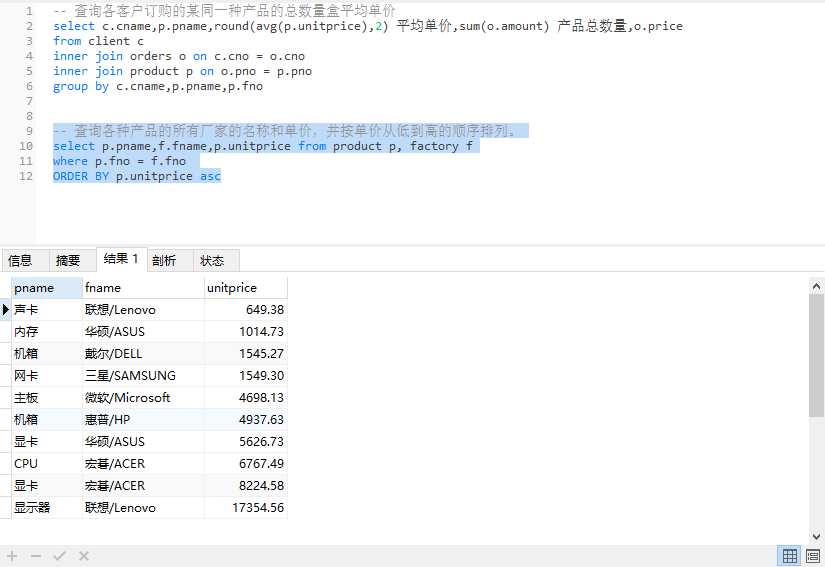 1 -- 查询各客户订购的某同一种产品的总数量盒平均单价
2 select c.cname,p.pname,round(avg(p.unitprice),2) 平均单价,sum(o.amount) 产品总数量,o.price
3 from client c
4 inner join orders o on c.cno = o.cno
5 inner join product p on o.pno = p.pno
6 group by c.cname,p.pname,p.fno
7
8
9 -- 查询各种产品的所有厂家的名称和单价，并按单价从低到高的顺序排列。
10 select p.pname,f.fname,p.unitprice from product p, factory f
11 where p.fno = f.fno
12 ORDER BY p.unitprice asc
信息 摘要 结果 1 剖析 状态
pname fname unitprice
声卡 联想/Lenovo 649.38
内存 华硕/ASUS 1014.73
机箱 戴尔/DELL 1545.27
网卡 三星/SAMSUNG 1549.30
主板 微软/Microsoft 4698.13
机箱 惠普/HP 4937.63
显卡 华硕/ASUS 5626.73
CPU 宏碁/ACER 6767.49
显卡 宏碁/ACER 8224.58
显示器 联想/Lenovo 17354.56